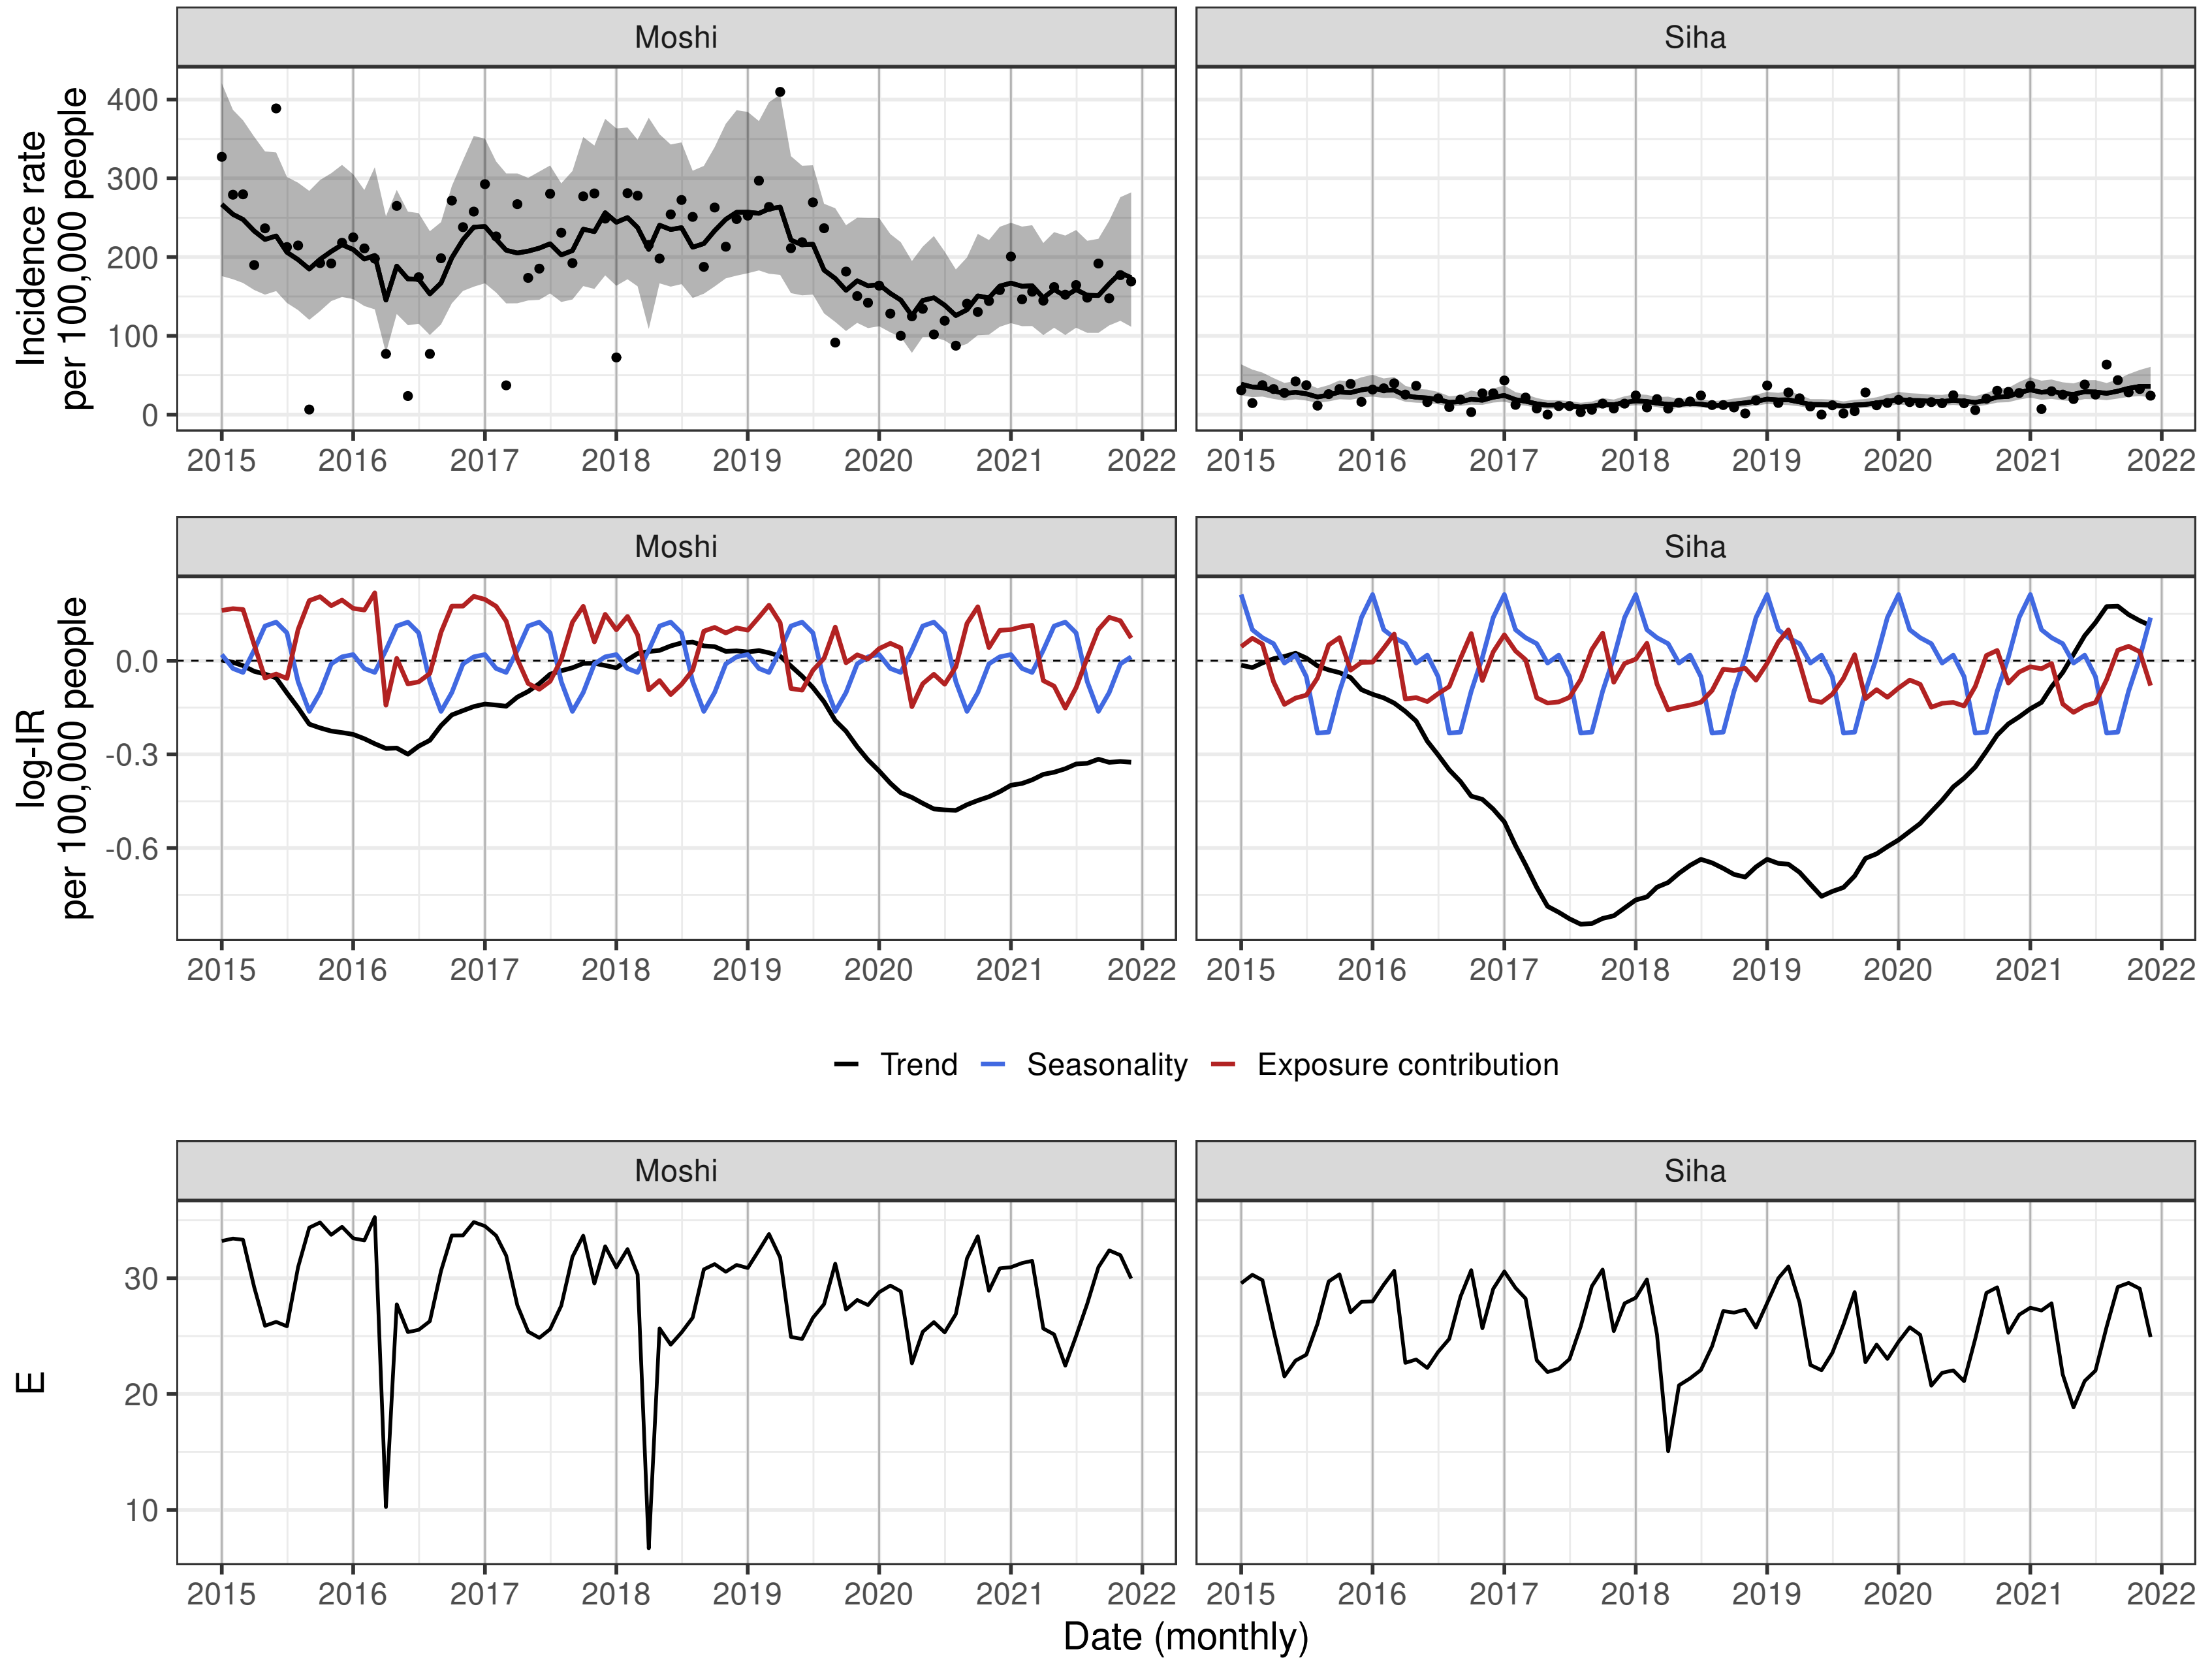 Moshi Siha
Incidence rate
per 100,000 people
400
300
200
100
0
2015 2016 2017 2018 2019 2020 2021 2022 2015 2016 2017 2018 2019 2020 2021 2022
Moshi Siha
log-IR
per 100,000 people
0.0
-0.3
-0.6
2015 2016 2017 2018 2019 2020 2021 2022 2015 2016 2017 2018 2019 2020 2021 2022
Trend Seasonality Exposure contribution
Moshi Siha
E
30
20
10
2015 2016 2017 2018 2019 2020 2021 2022 2015 2016 2017 2018 2019 2020 2021 2022
Date (monthly)